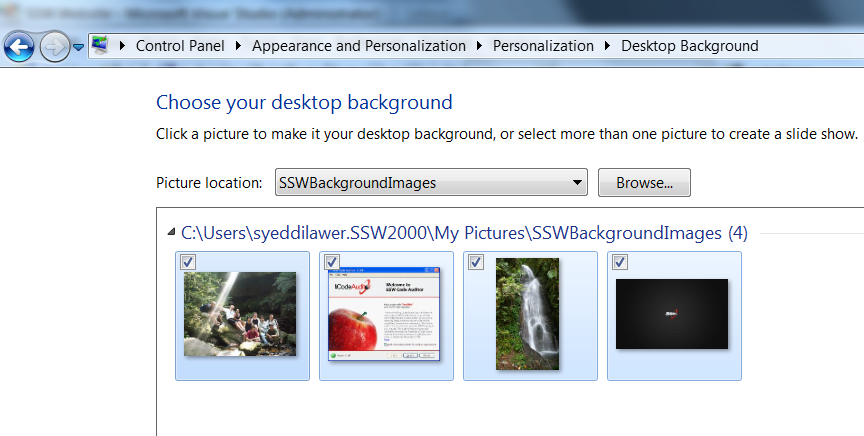 SSW Website - Microsoft Visual Studio (Administrator)
Control Panel ▸ Appearance and Personalization ▸ Personalization ▸ Desktop Background
Choose your desktop background
Click a picture to make it your desktop background, or select more than one picture to create a slide show.
Picture location: SSWBackgroundImages Browse...
C:\Users\syeddilawer.SSW2000\My Pictures\SSWBackgroundImages (4)
CodeAuditor
Welcome to
SSW Code Auditor
SSW